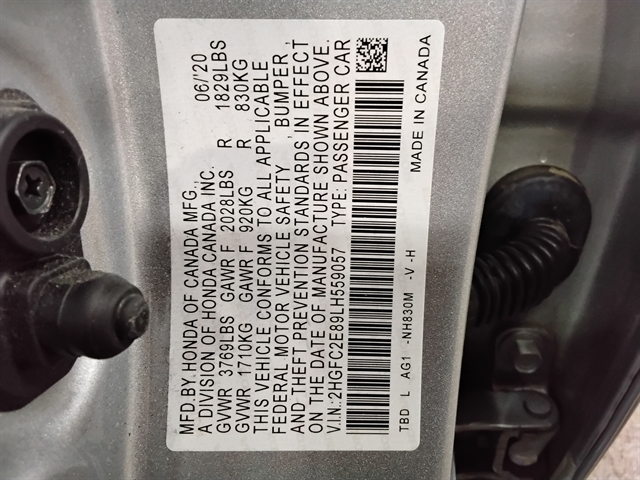 MFD.BY HONDA OF CANADA MFG., 06/'20
A DIVISION OF HONDA CANADA INC.
GVWR 3769LBS GAWR F 2028LBS R 1829LBS
GVWR 1710KG GAWR F 920KG R 830KG
THIS VEHICLE CONFORMS TO ALL APPLICABLE
FEDERAL MOTOR VEHICLE SAFETY, BUMPER,
AND THEFT PREVENTION STANDARDS IN EFFECT
ON THE DATE OF MANUFACTURE SHOWN ABOVE.
V.I.N.:2HGFC2E89LH559057 TYPE: PASSENGER CAR
TBD L AG1 -NH830M -V -H MADE IN CANADA